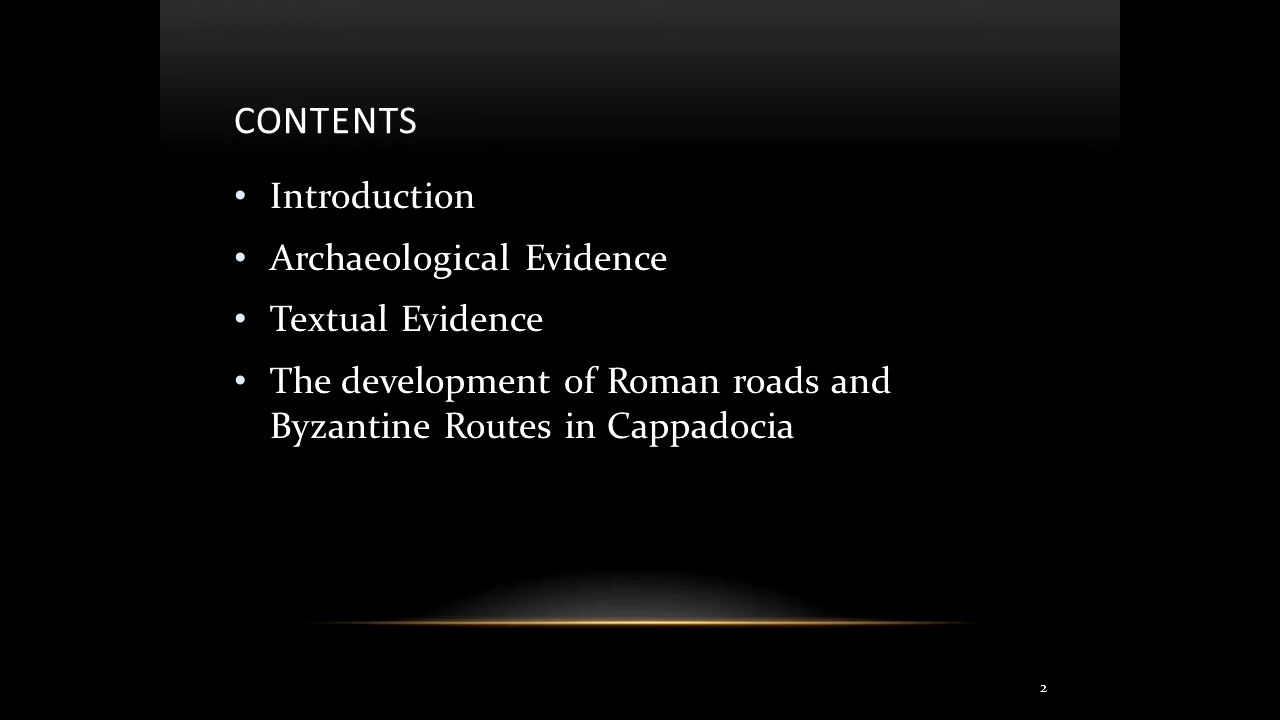 CONTENTS
• Introduction
• Archaeological Evidence
• Textual Evidence
• The development of Roman roads and
Byzantine Routes in Cappadocia
2